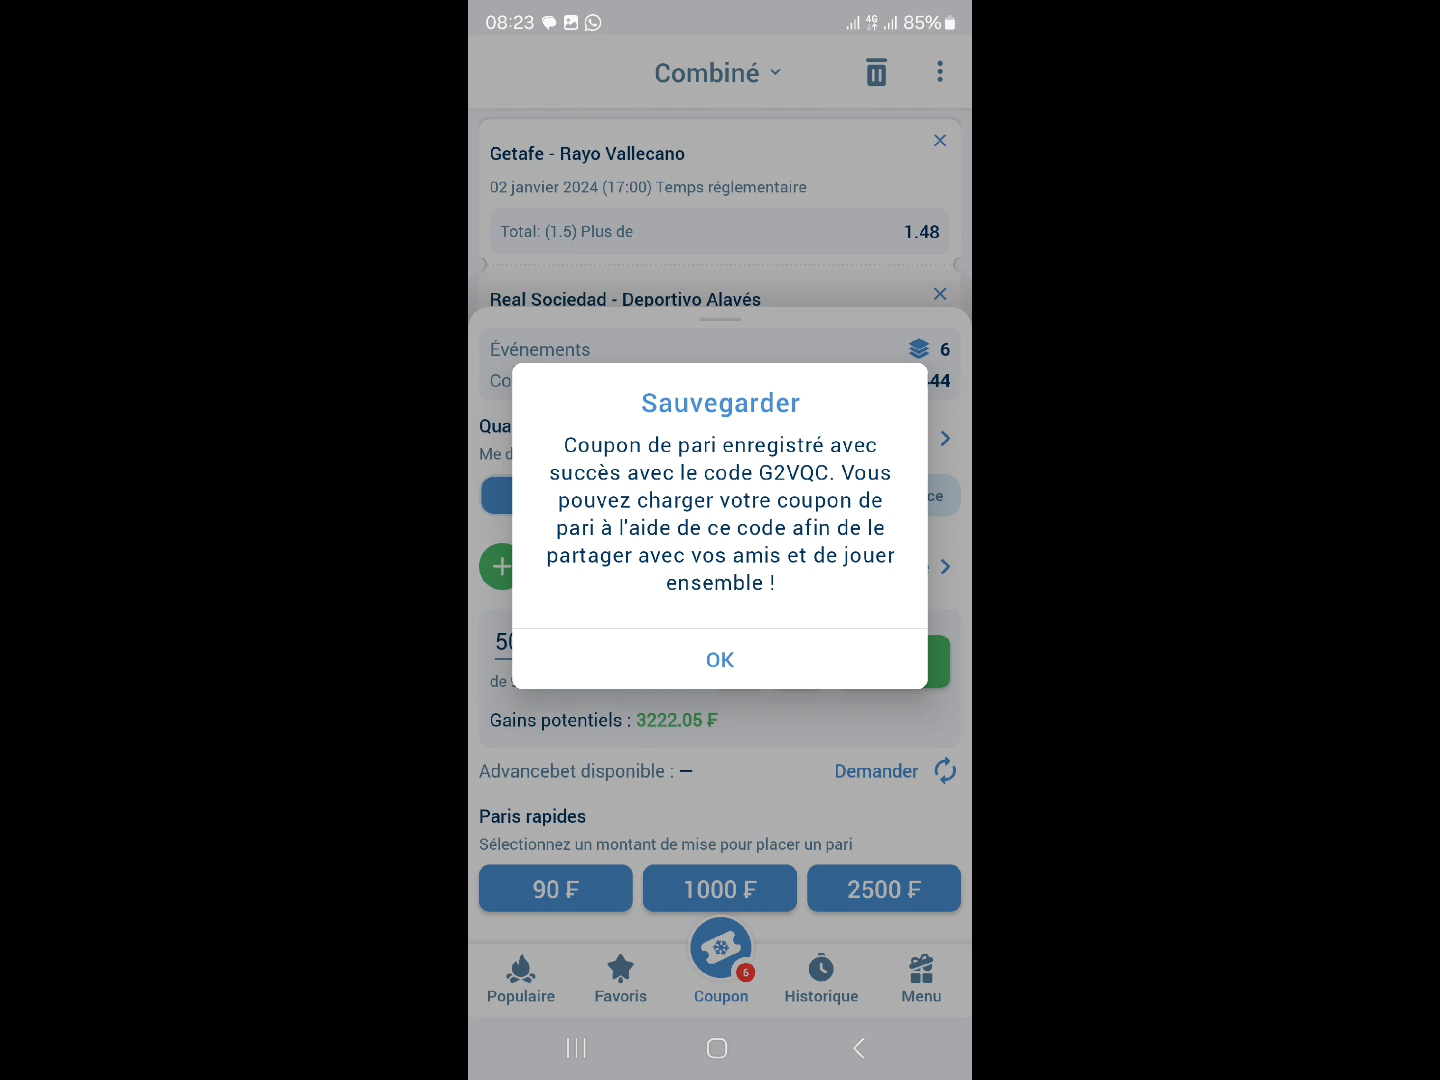 08:23 4G 85%
Combiné
Getafe - Rayo Vallecano
02 janvier 2024 (17:00) Temps réglementaire
Total: (1.5) Plus de 1.48
Real Sociedad - Deportivo Alavés
Événements 6
44
Sauvegarder
Coupon de pari enregistré avec
succès avec le code G2VQC. Vous
pouvez charger votre coupon de
pari à l'aide de ce code afin de le
partager avec vos amis et de jouer
ensemble !
OK
de
Gains potentiels : 3222.05 ₣
Advancebet disponible : — Demander
Paris rapides
Sélectionnez un montant de mise pour placer un pari
90 ₣ 1000 ₣ 2500 ₣
6
Populaire Favoris Coupon Historique Menu